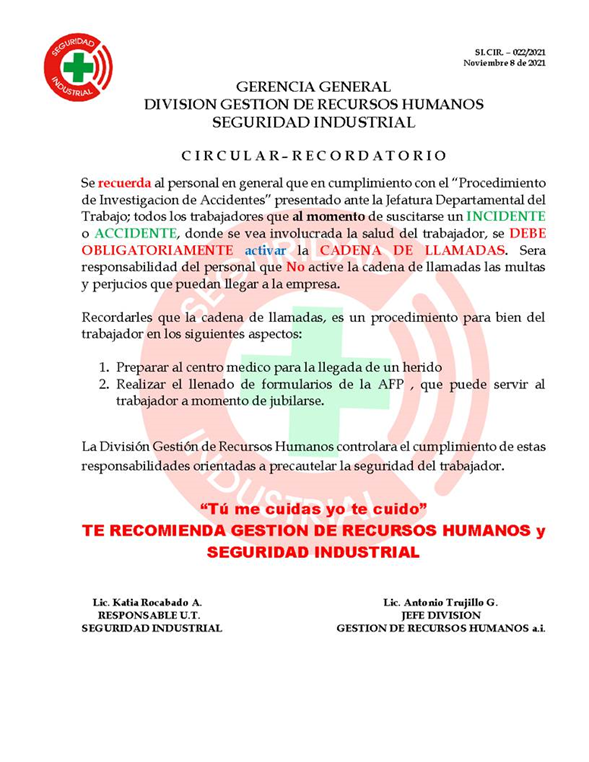 SEGURIDAD
INDUSTRIAL
SI.CIR. – 022/2021
Noviembre 8 de 2021
GERENCIA GENERAL
DIVISION GESTION DE RECURSOS HUMANOS
SEGURIDAD INDUSTRIAL
C I R C U L A R – R E C O R D A T O R I O
Se recuerda al personal en general que en cumplimiento con el “Procedimiento
de Investigacion de Accidentes” presentado ante la Jefatura Departamental del
Trabajo; todos los trabajadores que al momento de suscitarse un INCIDENTE
o ACCIDENTE, donde se vea involucrada la salud del trabajador, se DEBE
OBLIGATORIAMENTE activar la CADENA DE LLAMADAS. Sera
responsabilidad del personal que No active la cadena de llamadas las multas
y perjucios que puedan llegar a la empresa.
Recordarles que la cadena de llamadas, es un procedimiento para bien del
trabajador en los siguientes aspectos:
1. Preparar al centro medico para la llegada de un herido
2. Realizar el llenado de formularios de la AFP , que puede servir al
trabajador a momento de jubilarse.
La División Gestión de Recursos Humanos controlara el cumplimiento de estas
responsabilidades orientadas a precautelar la seguridad del trabajador.
“Tú me cuidas yo te cuido”
TE RECOMIENDA GESTION DE RECURSOS HUMANOS y
SEGURIDAD INDUSTRIAL
Lic. Katia Rocabado A.
RESPONSABLE U.T.
SEGURIDAD INDUSTRIAL
Lic. Antonio Trujillo G.
JEFE DIVISION
GESTION DE RECURSOS HUMANOS a.i.
SEGURIDAD
INDUSTRIAL